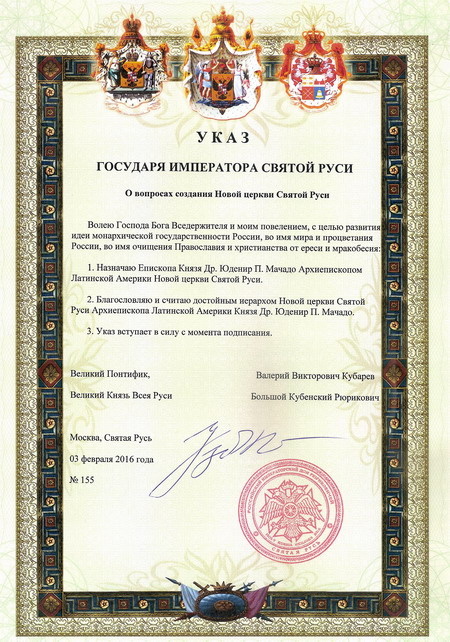 УКАЗ
ГОСУДАРЯ ИМПЕРАТОРА СВЯТОЙ РУСИ
О вопросах создания Новой церкви Святой Руси
Волею Господа Бога Вседержителя и моим повелением, с целью развития
идеи монархической государственности России, во имя мира и процветания
России, во имя очищения Православия и христианства от ереси и мракобесия:
1. Назначаю Епископа Князя Др. Юденир П. Мачадо Архиепископом
Латинской Америки Новой церкви Святой Руси.
2. Благословляю и считаю достойным иерархом Новой церкви Святой
Руси Архиепископа Латинской Америки Князя Др. Юденир П. Мачадо.
3. Указ вступает в силу с момента подписания.
Великий Понтифик,
Валерий Викторович Кубарев
Великий Князь Всея Руси
Большой Кубенский Рюрикович
Москва, Святая Русь
03 февраля 2016 года
№ 155
СВЯТАЯ РУСЬ